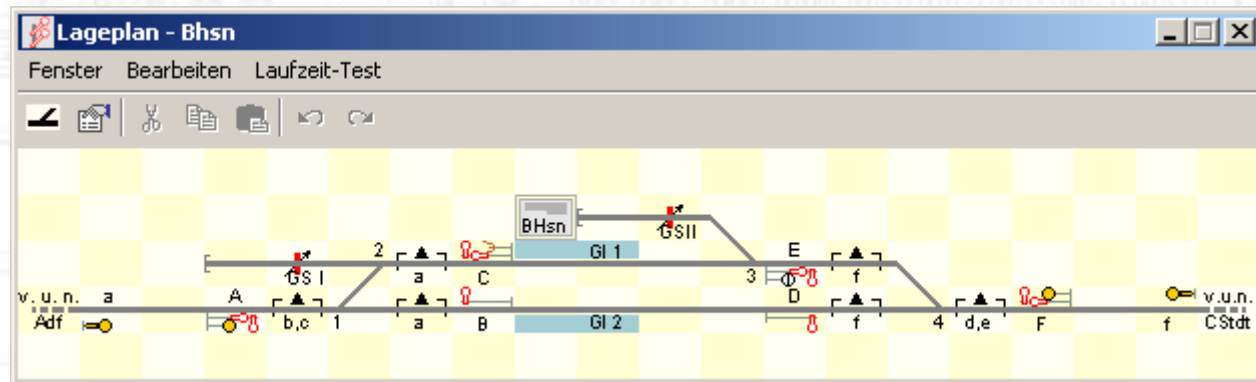 Lageplan - Bhsn
Fenster Bearbeiten Laufzeit-Test
BHsn
GS II
2 Gl 1 E
GS I a C 3 f
v. u. n. a A D v.u.n.
Adf b,c 1 a B Gl 2 f 4 d,e F f CStdt